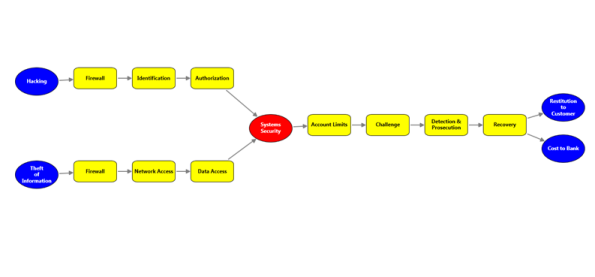 Hacking
Firewall
Identification
Authorization
Systems
Security
Account Limits
Challenge
Detection &
Prosecution
Recovery
Restitution
to
Customer
Cost to Bank
Theft
of
Information
Firewall
Network Access
Data Access